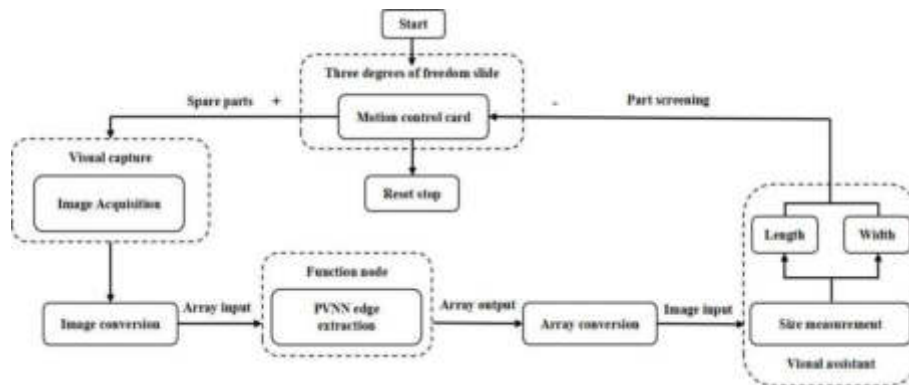 Start
Three degrees of freedom slide
Spare parts +
- Part screening
Motion control card
Visual capture
Reset stop
Image Acquisition
Length
Width
Function node
Array input
PVNN edge
extraction
Array output
Image input
Image conversion
Array conversion
Size measurement
Visual assistant